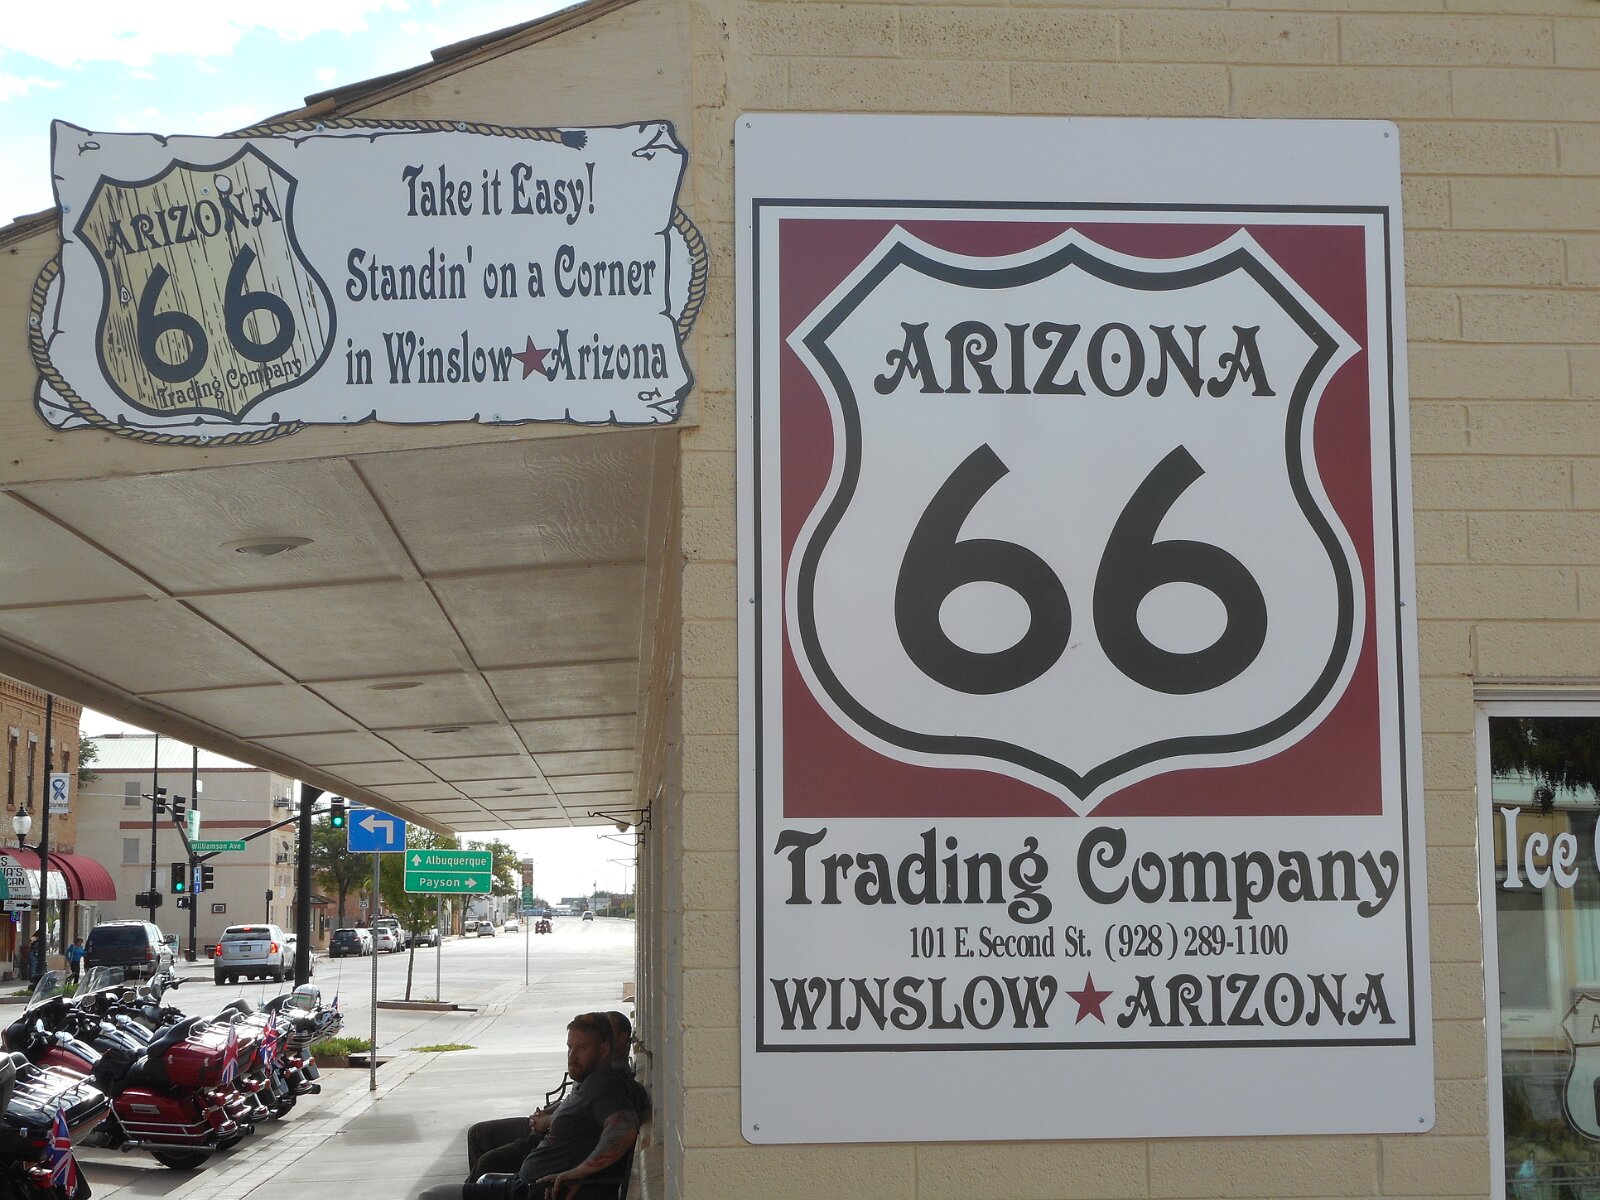 ARIZONA
66
Trading Company
Take it Easy!
Standin' on a Corner
in Winslow★Arizona
ARIZONA
66
Trading Company
101 E. Second St. (928) 289-1100
WINSLOW★ARIZONA
Williamson Ave
Albuquerque
Payson
Ice